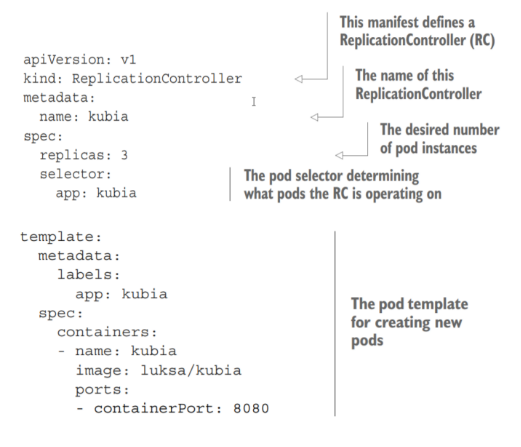 This manifest defines a
ReplicationController (RC)
apiVersion: v1
kind: ReplicationController
The name of this
ReplicationController
metadata:
name: kubia
The desired number
of pod instances
spec:
replicas: 3
selector:
app: kubia
The pod selector determining
what pods the RC is operating on
template:
metadata:
labels:
app: kubia
spec:
containers:
- name: kubia
image: luksa/kubia
ports:
- containerPort: 8080
The pod template
for creating new
pods